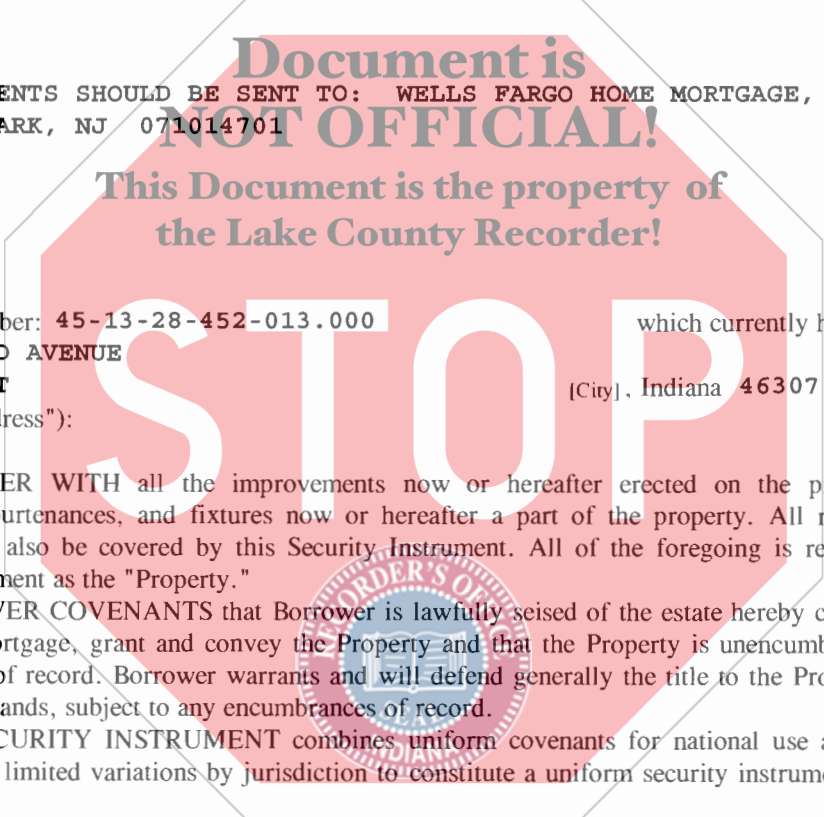 Document is
ENTS SHOULD BE SENT TO: WELLS FARGO HOME MORTGAGE,
ARK, NJ 071014701
NOT OFFICIAL!
This Document is the property of
the Lake County Recorder!
STOP
ber: 45-13-28-452-013.000 which currently h
D AVENUE
T [City], Indiana 46307
dress"):
ER WITH all the improvements now or hereafter erected on the p
urtenances, and fixtures now or hereafter a part of the property. All r
also be covered by this Security Instrument. All of the foregoing is re
ment as the "Property."
VER COVENANTS that Borrower is lawfully seised of the estate hereby c
ortgage, grant and convey the Property and that the Property is unencumb
of record. Borrower warrants and will defend generally the title to the Pro
ands, subject to any encumbrances of record.
CURITY INSTRUMENT combines uniform covenants for national use a
limited variations by jurisdiction to constitute a uniform security instrume
RECORDER'S OFFICE
SEAL
INDIANA